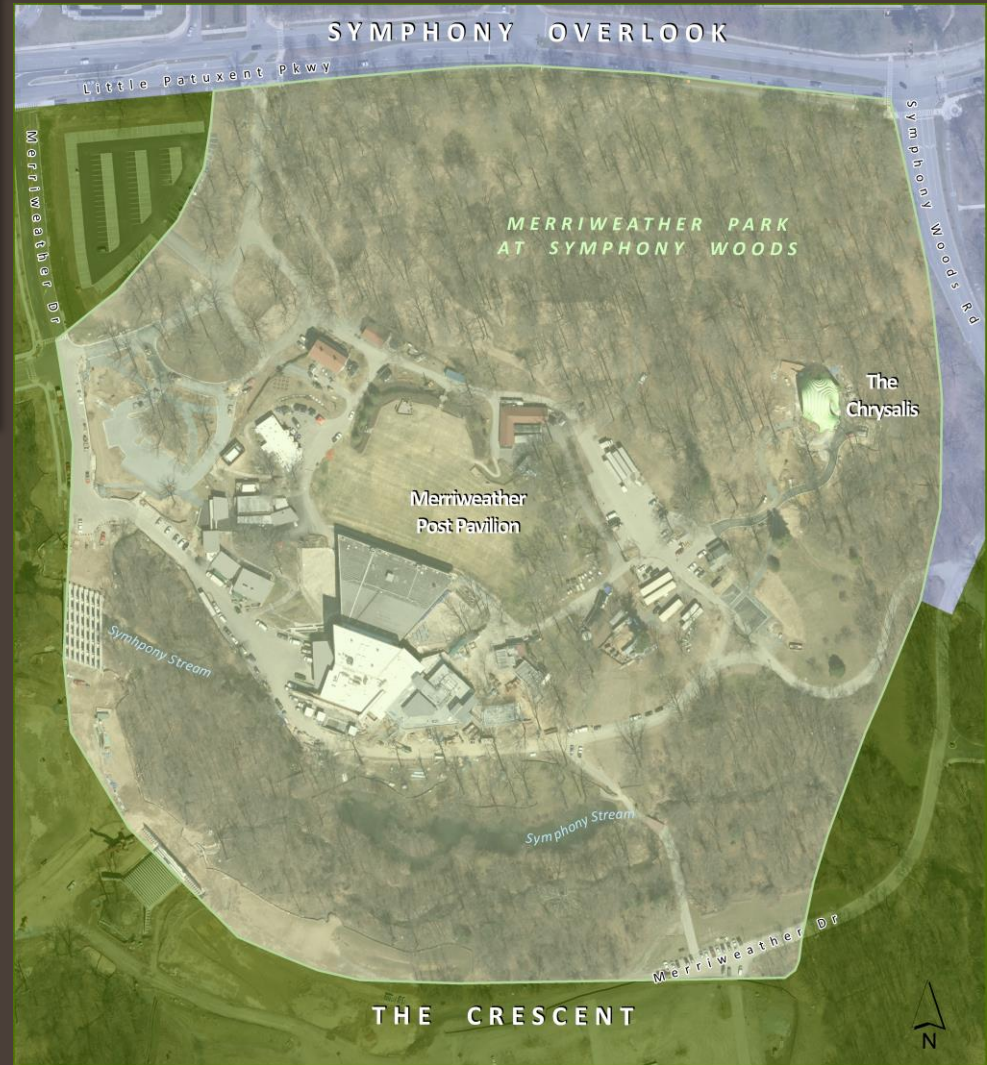 SYMPHONY OVERLOOK
Little Patuxent Pkwy
Merriweather Dr
Symphony Woods Rd
MERRIWEATHER PARK
AT SYMPHONY WOODS
The
Chrysalis
Merriweather
Post Pavilion
Symhpony Stream
Symphony Stream
Merriweather Dr
THE CRESCENT
N